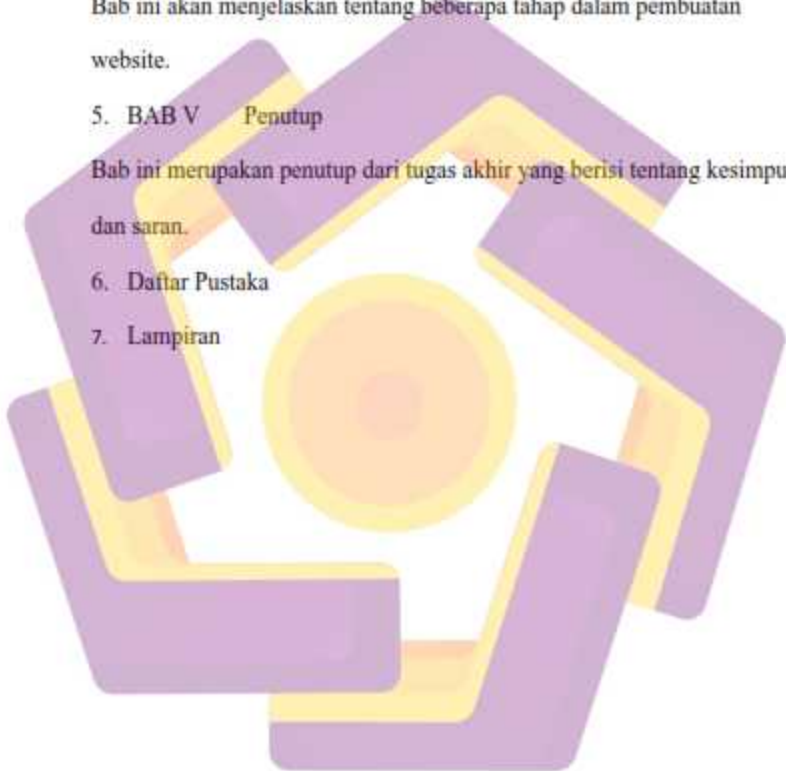 Bab ini akan menjelaskan tentang beberapa tahap dalam pembuatan
website.
5. BAB V Penutup
Bab ini merupakan penutup dari tugas akhir yang berisi tentang kesimpu
dan saran.
6. Daftar Pustaka
7. Lampiran